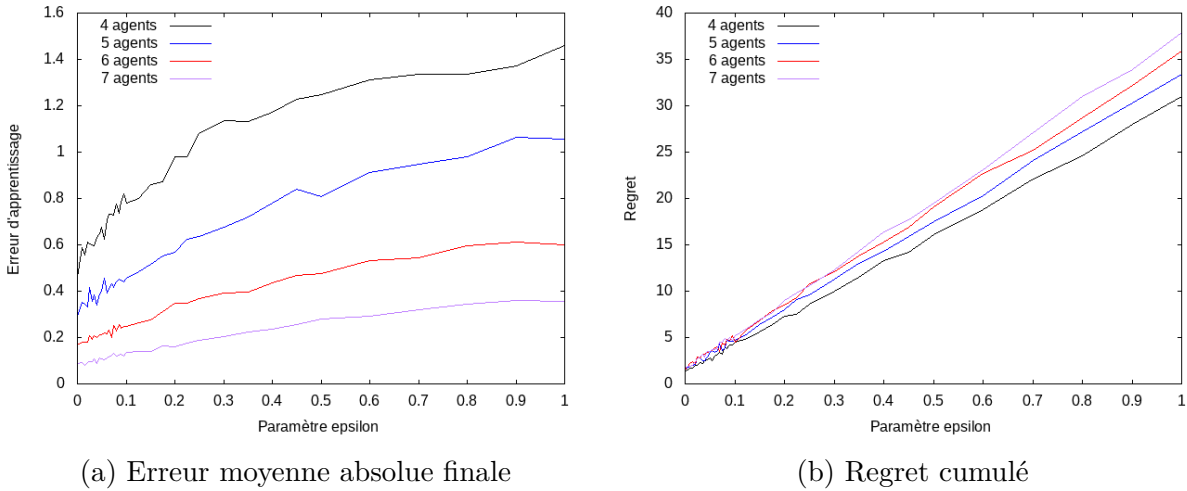 1.6
1.4
1.2
1
0.8
0.6
0.4
0.2
0
Erreur d'apprentissage
4 agents
5 agents
6 agents
7 agents
0 0.1 0.2 0.3 0.4 0.5 0.6 0.7 0.8 0.9 1
Paramètre epsilon
(a) Erreur moyenne absolue finale
40
35
30
25
20
15
10
5
0
Regret
4 agents
5 agents
6 agents
7 agents
0 0.1 0.2 0.3 0.4 0.5 0.6 0.7 0.8 0.9 1
Paramètre epsilon
(b) Regret cumulé